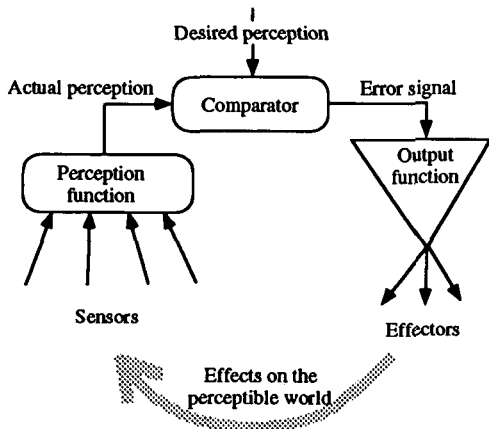 Desired perception
Actual perception
Comparator
Error signal
Perception
function
Output
function
Sensors
Effectors
Effects on the
perceptible world